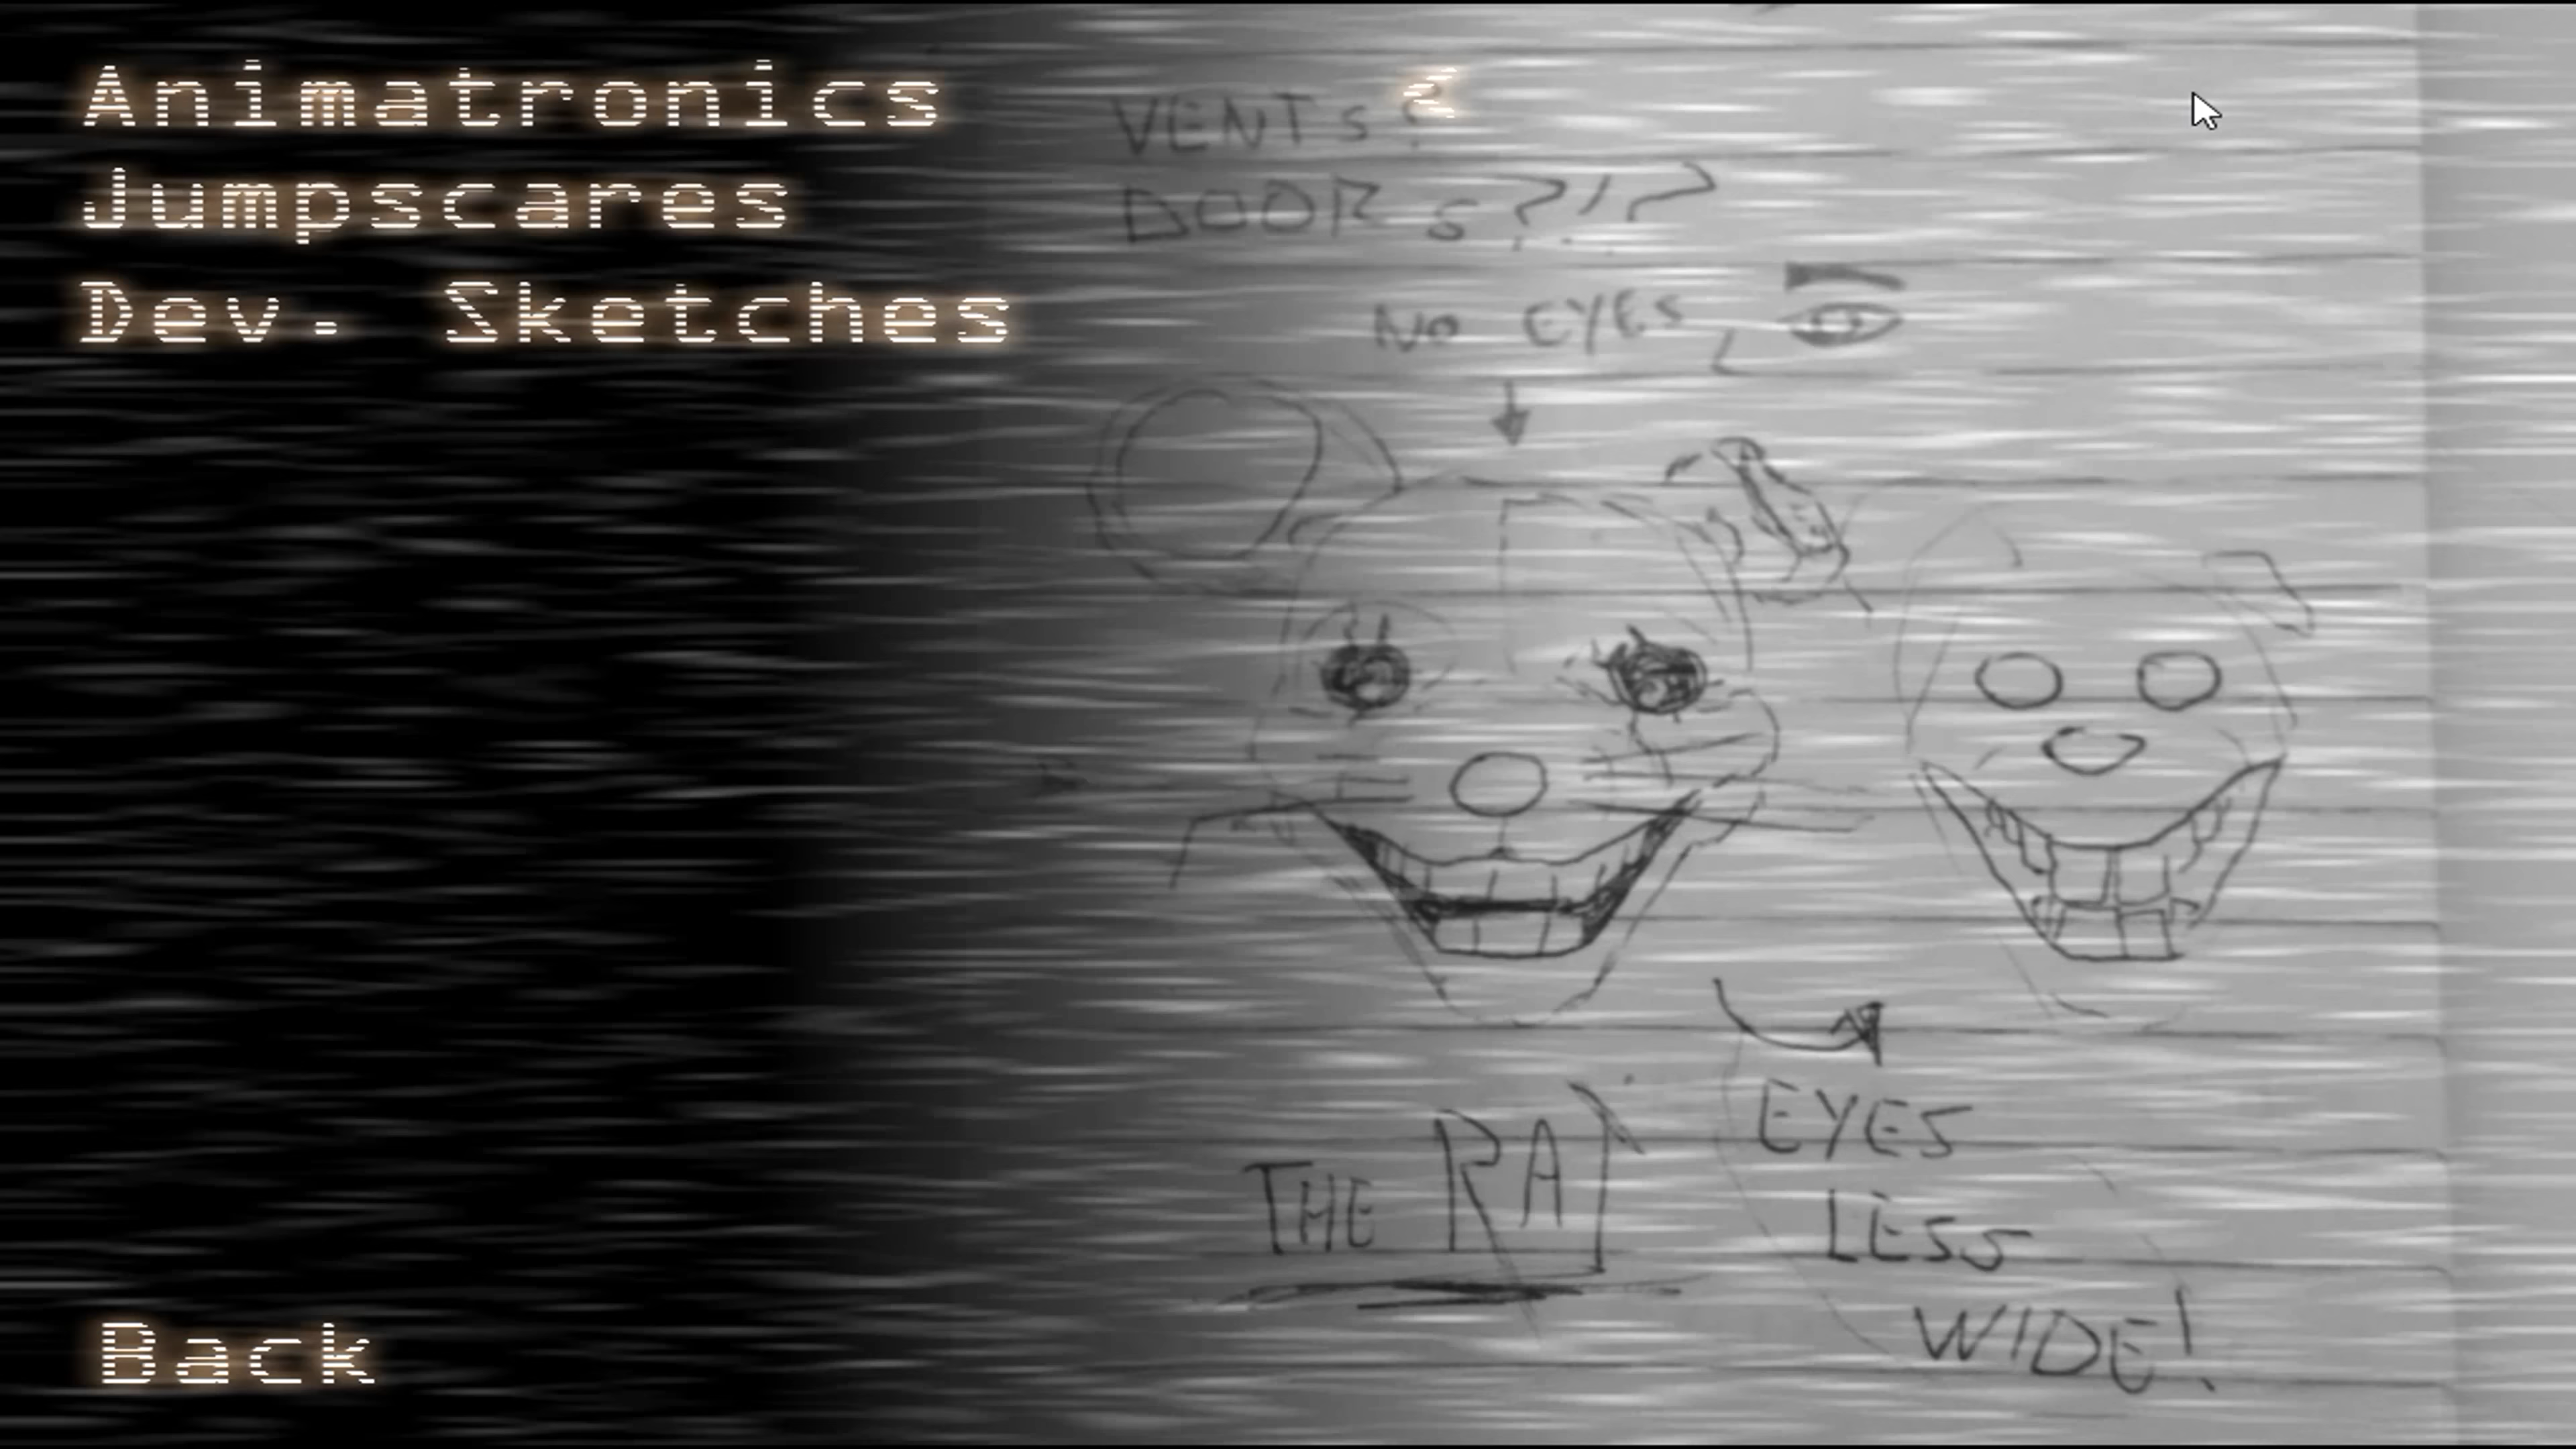 Animatronics
Jumpscares
Dev. Sketches
<
VENTs?
DOORs?!?
No EYES,
THE RAT
EYES
LESS
WIDE!
Back